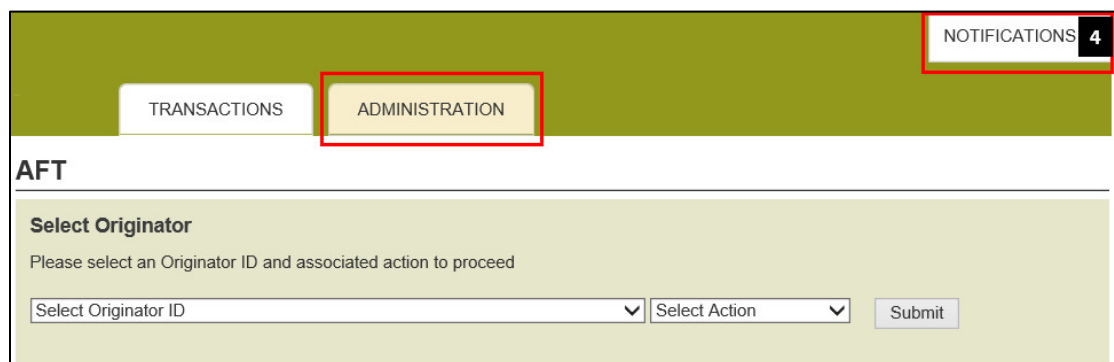 NOTIFICATIONS 4
TRANSACTIONS ADMINISTRATION
AFT
Select Originator
Please select an Originator ID and associated action to proceed
Select Originator ID Select Action Submit